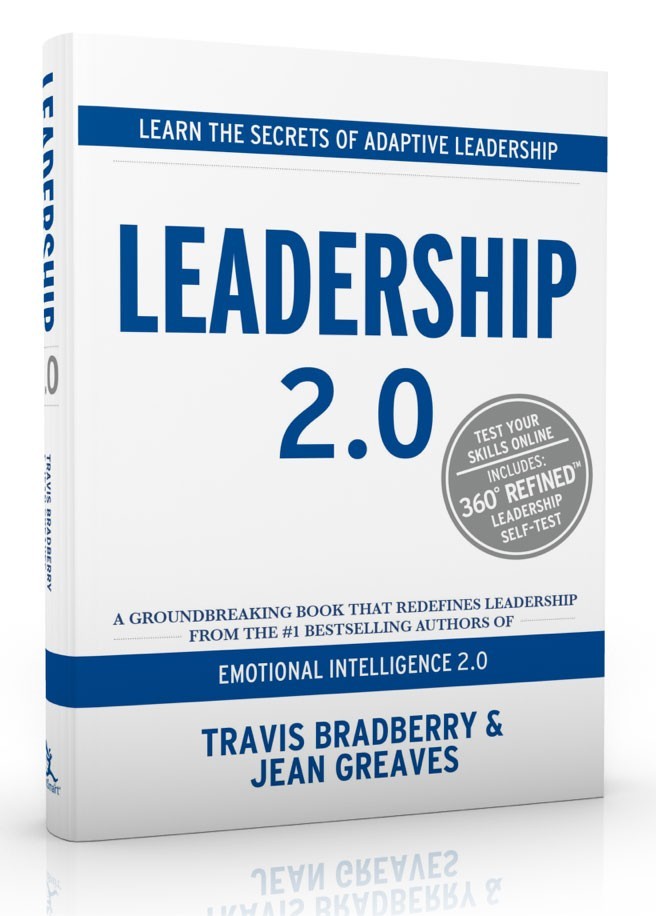 LEARN THE SECRETS OF ADAPTIVE LEADERSHIP
LEADERSHIP
2.0
TEST YOUR
SKILLS ONLINE
INCLUDES:
360° REFINED™
LEADERSHIP
SELF-TEST
A GROUNDBREAKING BOOK THAT REDEFINES LEADERSHIP
FROM THE #1 BESTSELLING AUTHORS OF
EMOTIONAL INTELLIGENCE 2.0
TRAVIS BRADBERRY &
JEAN GREAVES
LEADERSHIP
.0
TRAVIS BRADBERRY
JEAN GREAVES
TRAVIS BRADBERRY &